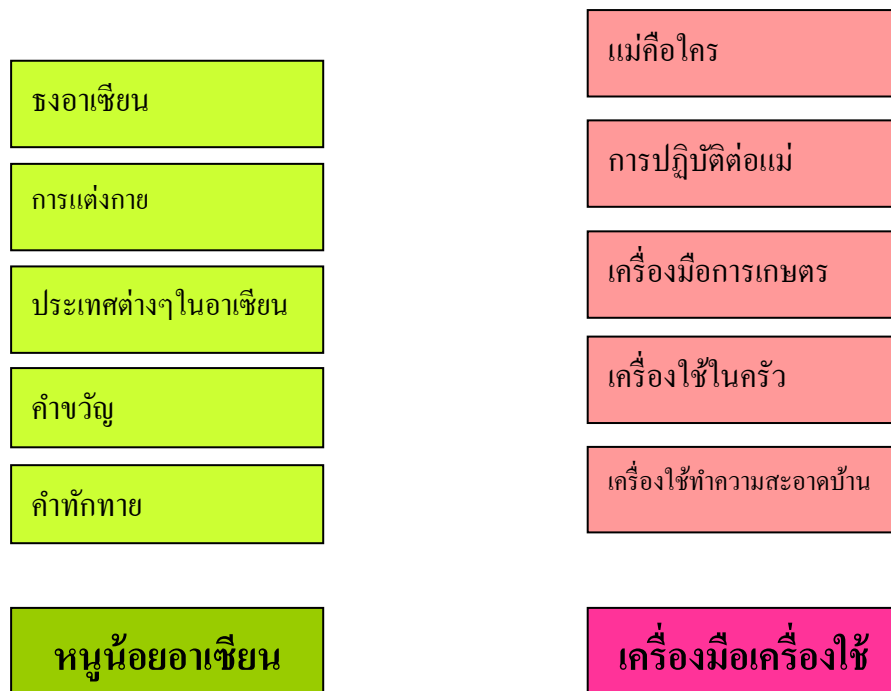 ธงอาเซียน
การแต่งกาย
ประเทศต่างๆในอาเซียน
คำขวัญ
คำทักทาย
หนูน้อยอาเซียน
แม่คือใคร
การปฏิบัติต่อแม่
เครื่องมือการเกษตร
เครื่องใช้ในครัว
เครื่องใช้ทำความสะอาดบ้าน
เครื่องมือเครื่องใช้